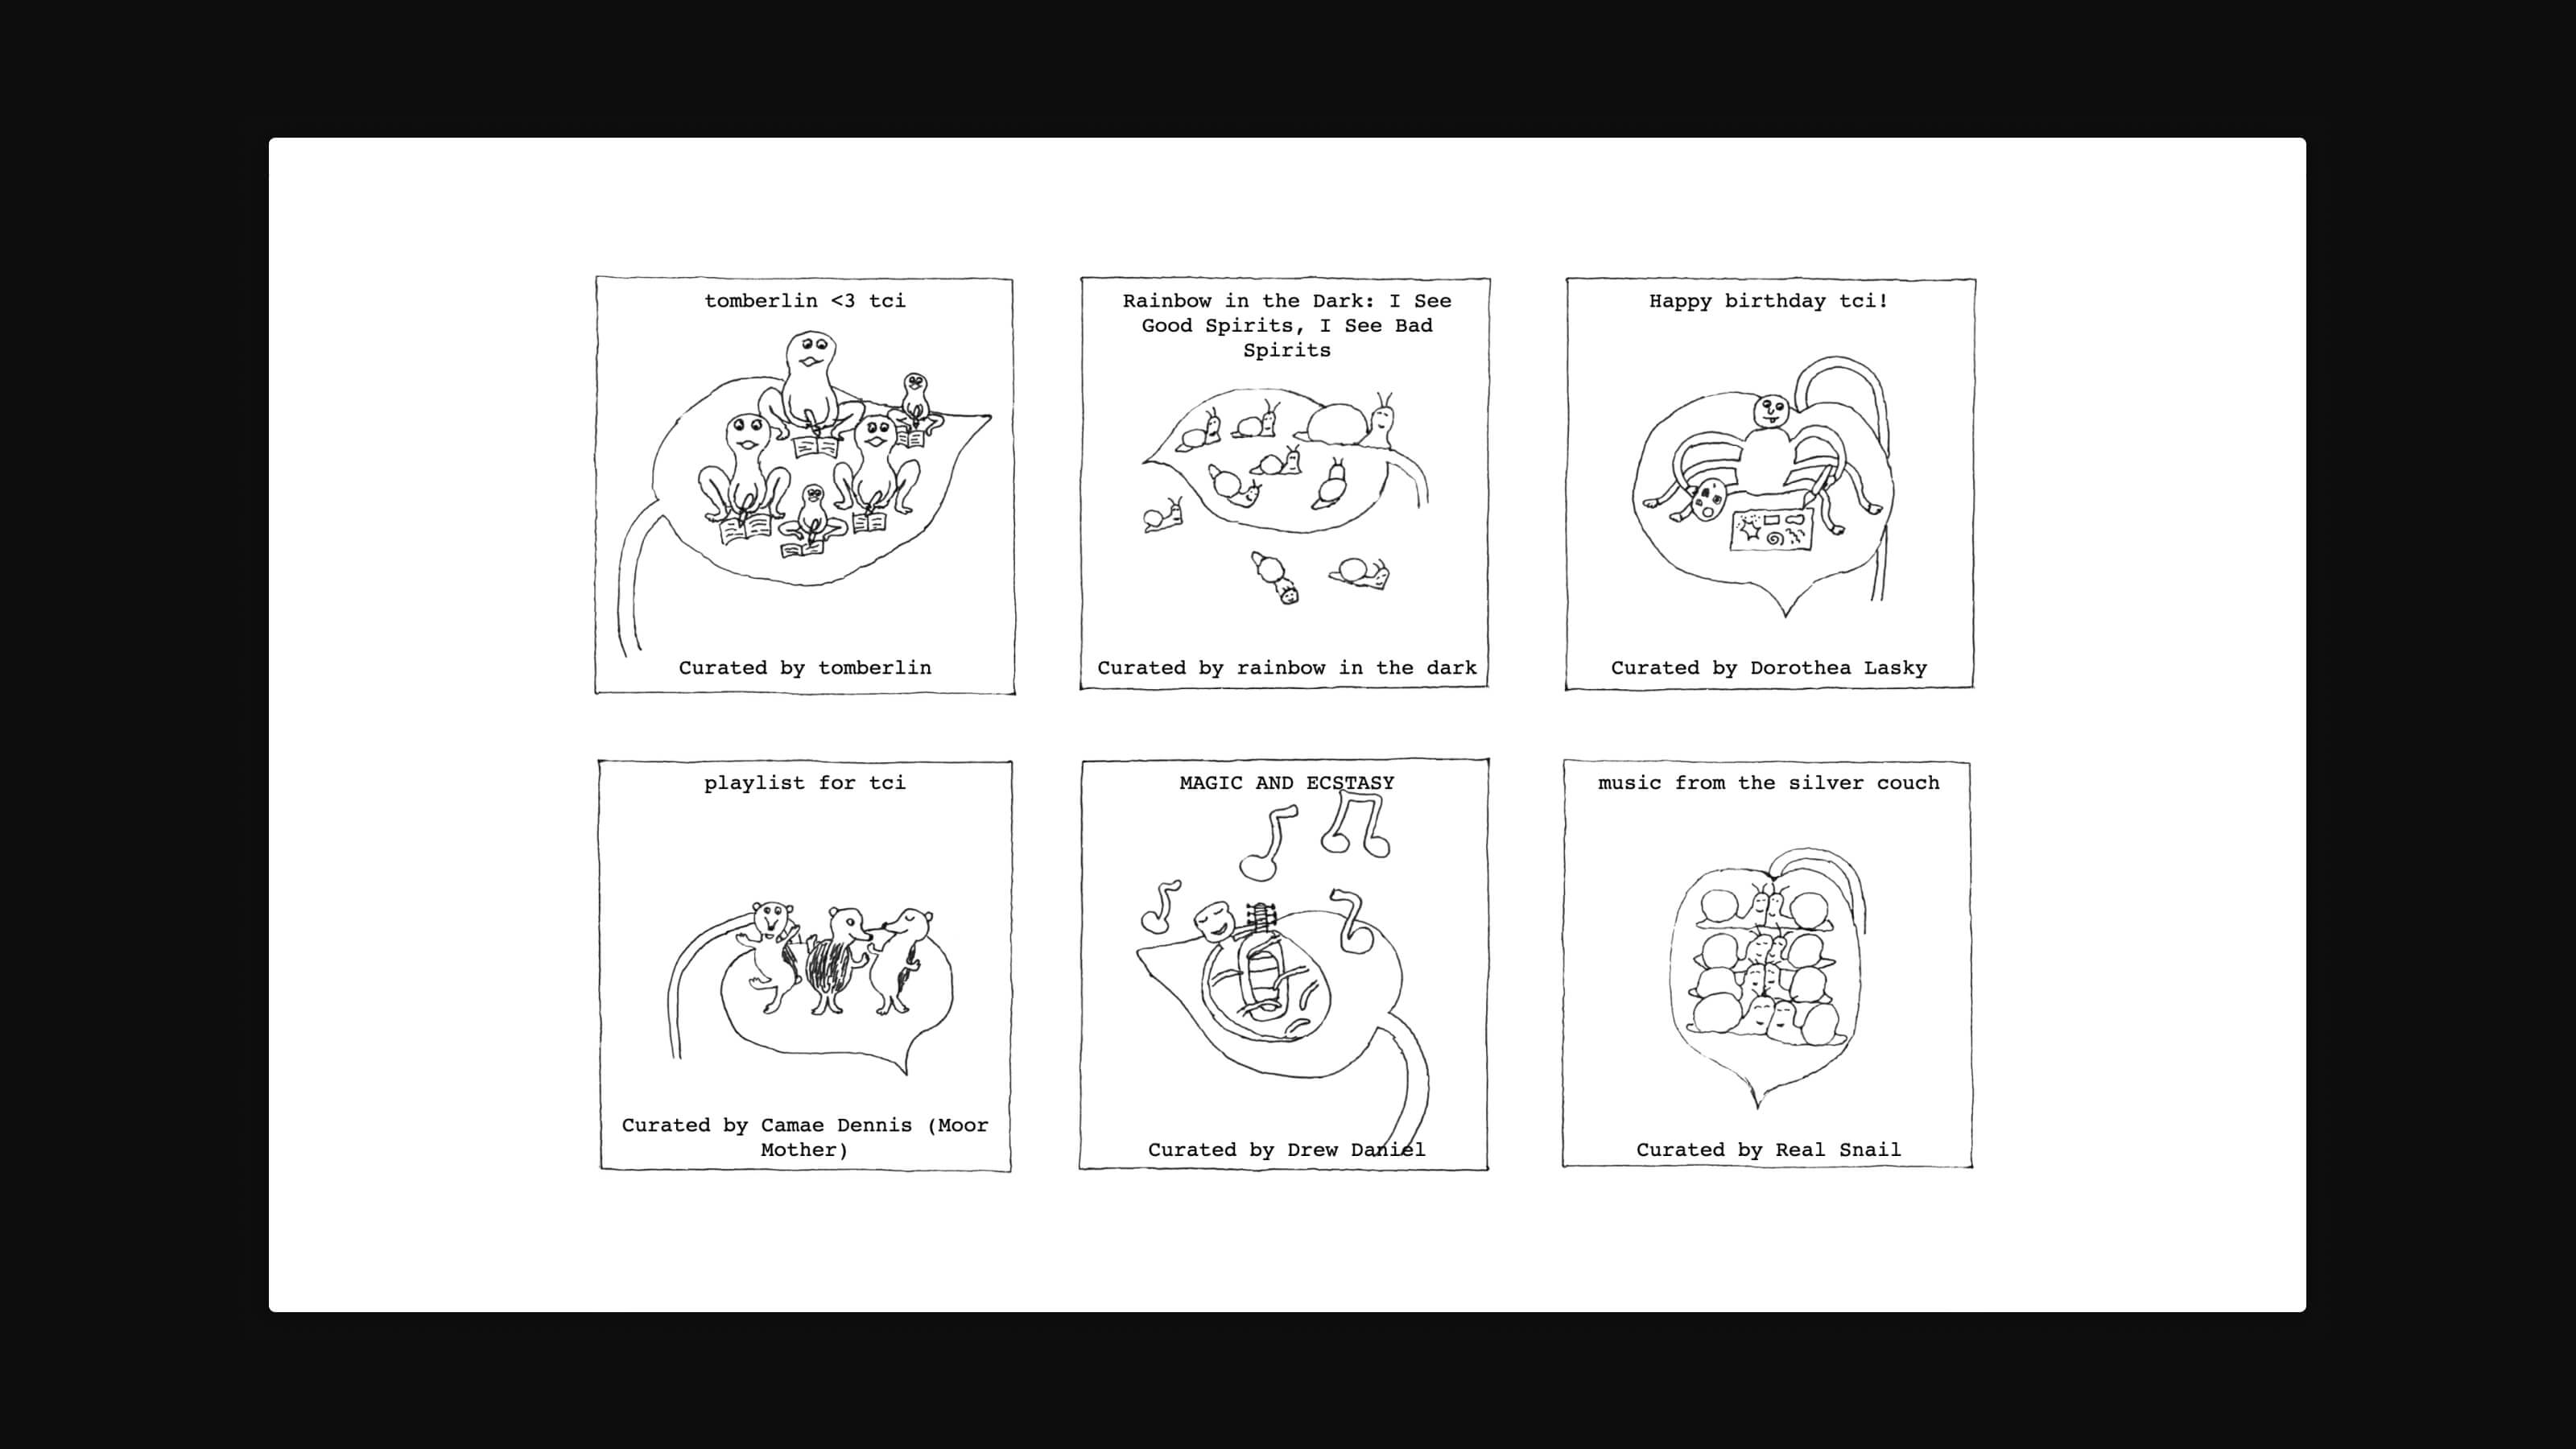 tomberlin <3 tci
Curated by tomberlin
Rainbow in the Dark: I See
Good Spirits, I See Bad
Spirits
Curated by rainbow in the dark
Happy birthday tci!
Curated by Dorothea Lasky
playlist for tci
Curated by Camae Dennis (Moor
Mother)
MAGIC AND ECSTASY
Curated by Drew Daniel
music from the silver couch
Curated by Real Snail